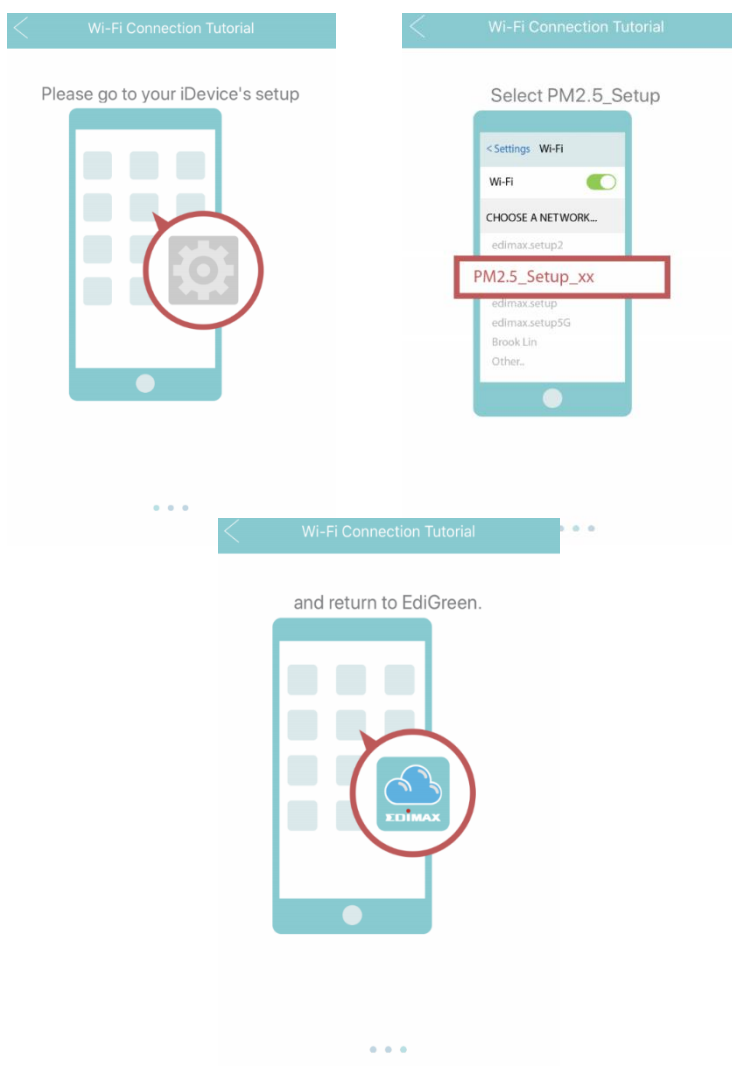 Wi-Fi Connection Tutorial
Please go to your iDevice's setup
Wi-Fi Connection Tutorial
Select PM2.5_Setup
< Settings Wi-Fi
Wi-Fi
CHOOSE A NETWORK...
edimax.setup2
PM2.5_Setup_xx
edimax.setup
edimax.setup5G
Brook Lin
Other..
Wi-Fi Connection Tutorial
and return to EdiGreen.
EDIMAX